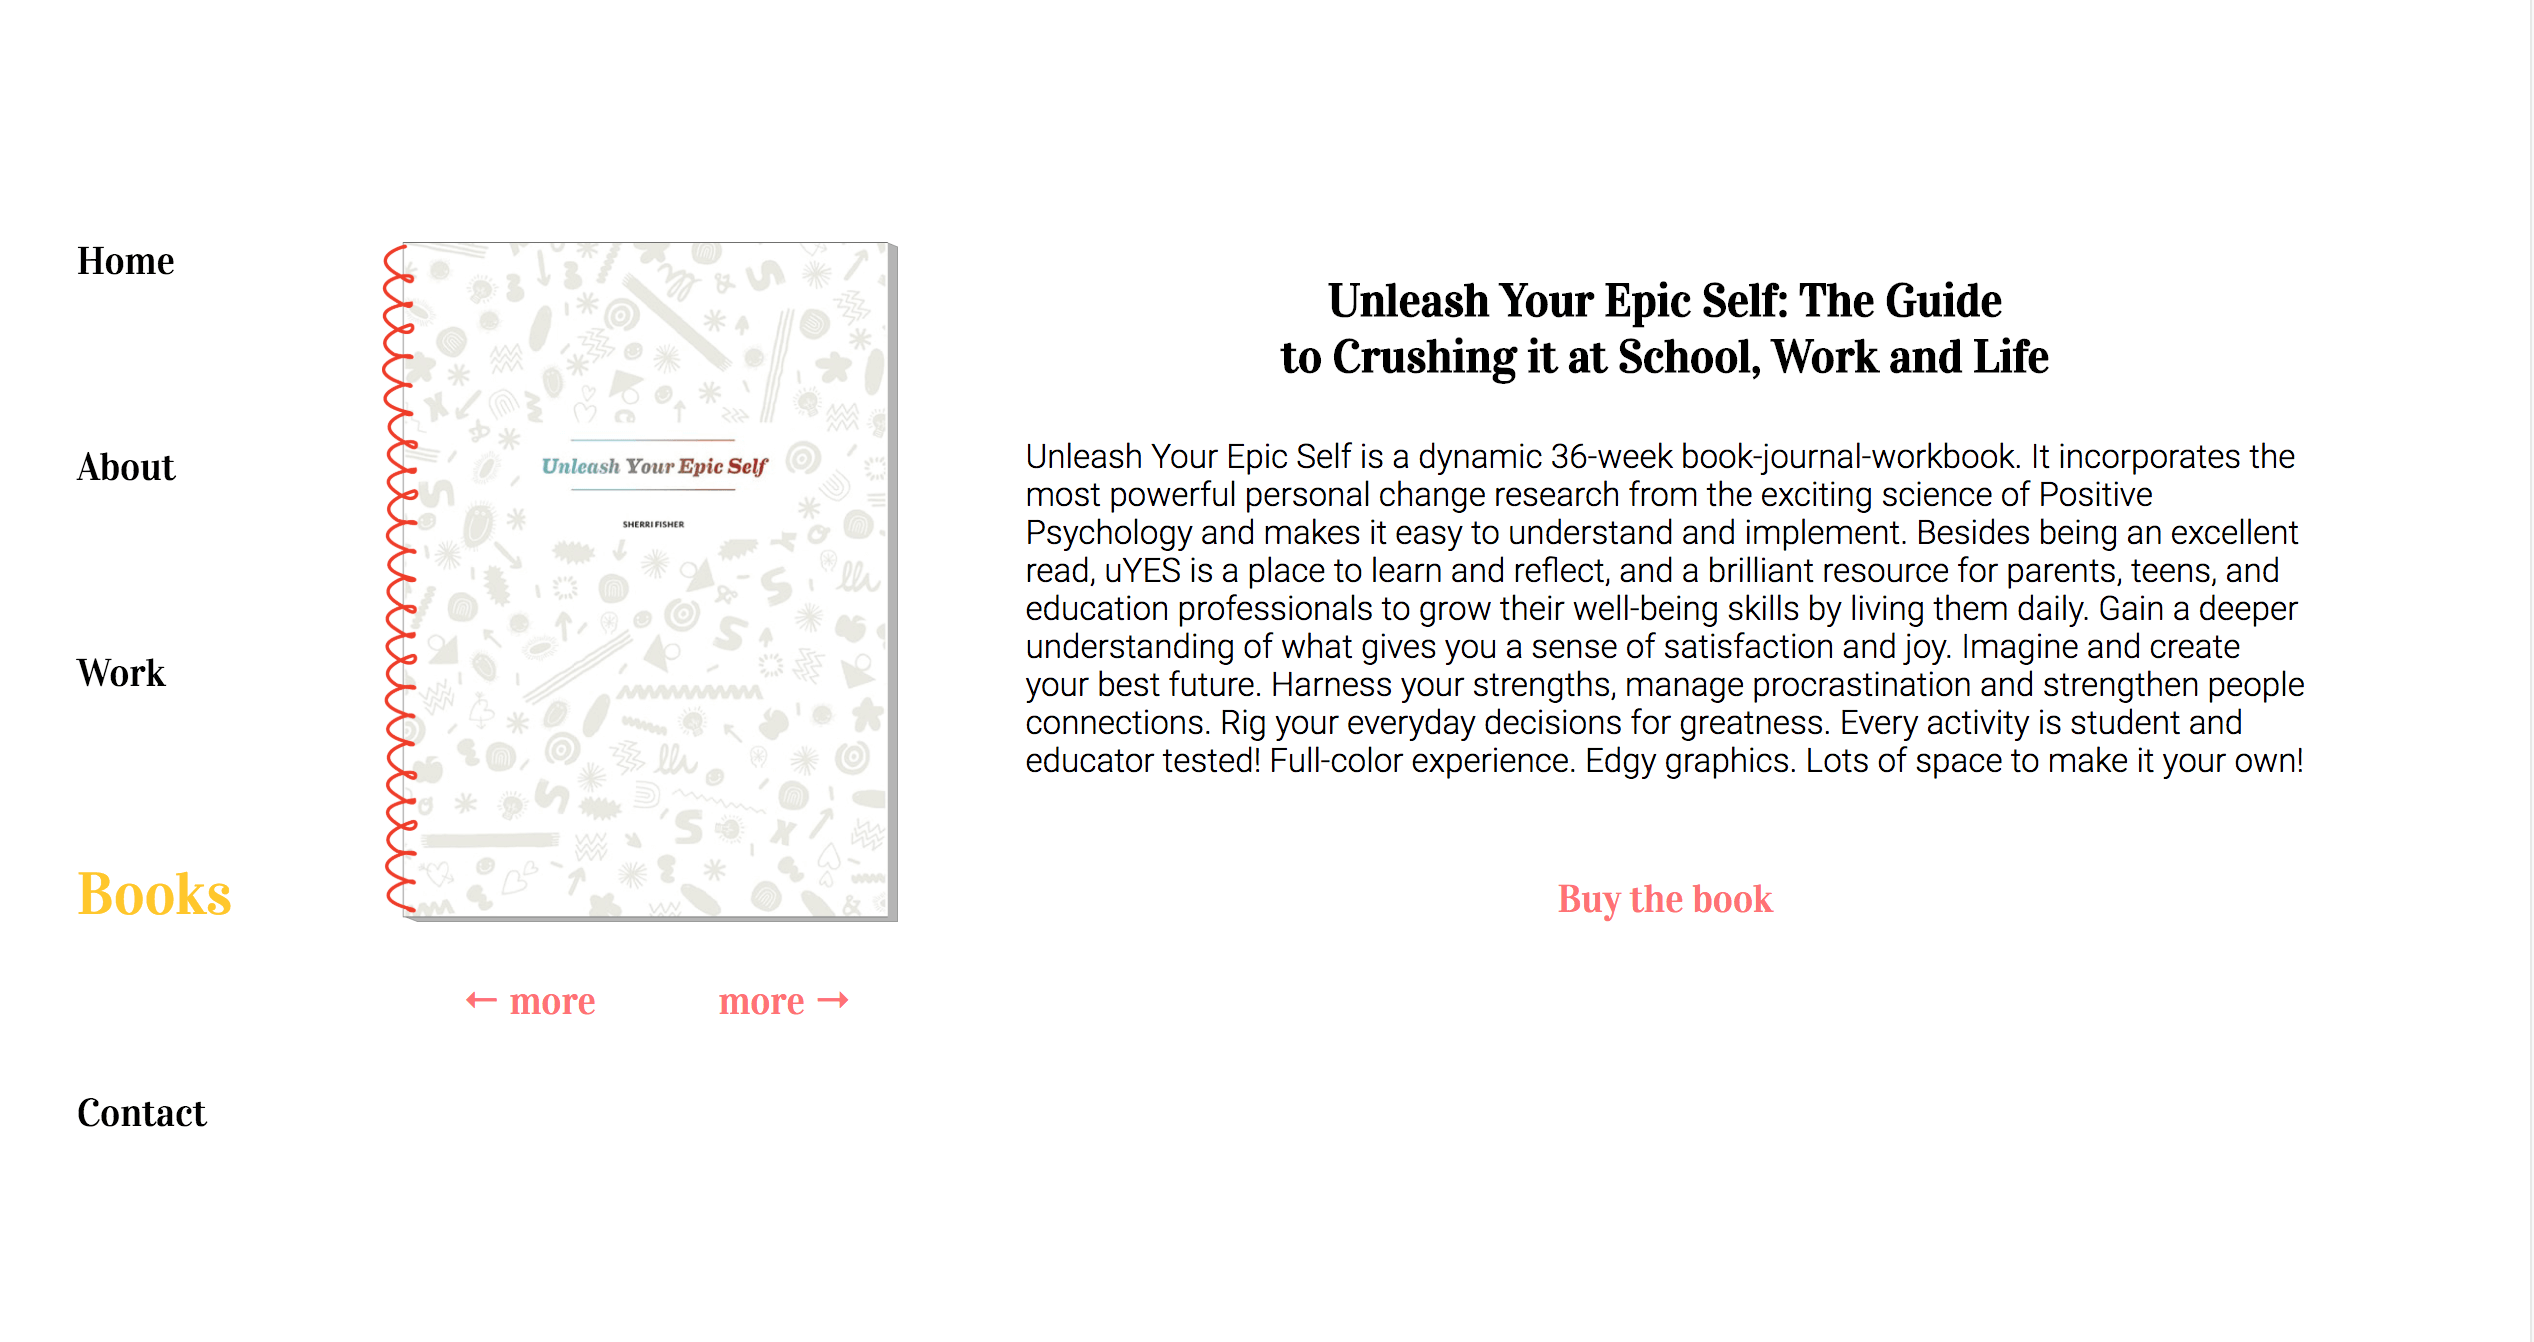 Home
About
Work
Books
Contact
Unleash Your Epic Self
SHERRI FISHER
← more
more →
Unleash Your Epic Self: The Guide
to Crushing it at School, Work and Life
Unleash Your Epic Self is a dynamic 36-week book-journal-workbook. It incorporates the
most powerful personal change research from the exciting science of Positive
Psychology and makes it easy to understand and implement. Besides being an excellent
read, uYES is a place to learn and reflect, and a brilliant resource for parents, teens, and
education professionals to grow their well-being skills by living them daily. Gain a deeper
understanding of what gives you a sense of satisfaction and joy. Imagine and create
your best future. Harness your strengths, manage procrastination and strengthen people
connections. Rig your everyday decisions for greatness. Every activity is student and
educator tested! Full-color experience. Edgy graphics. Lots of space to make it your own!
Buy the book